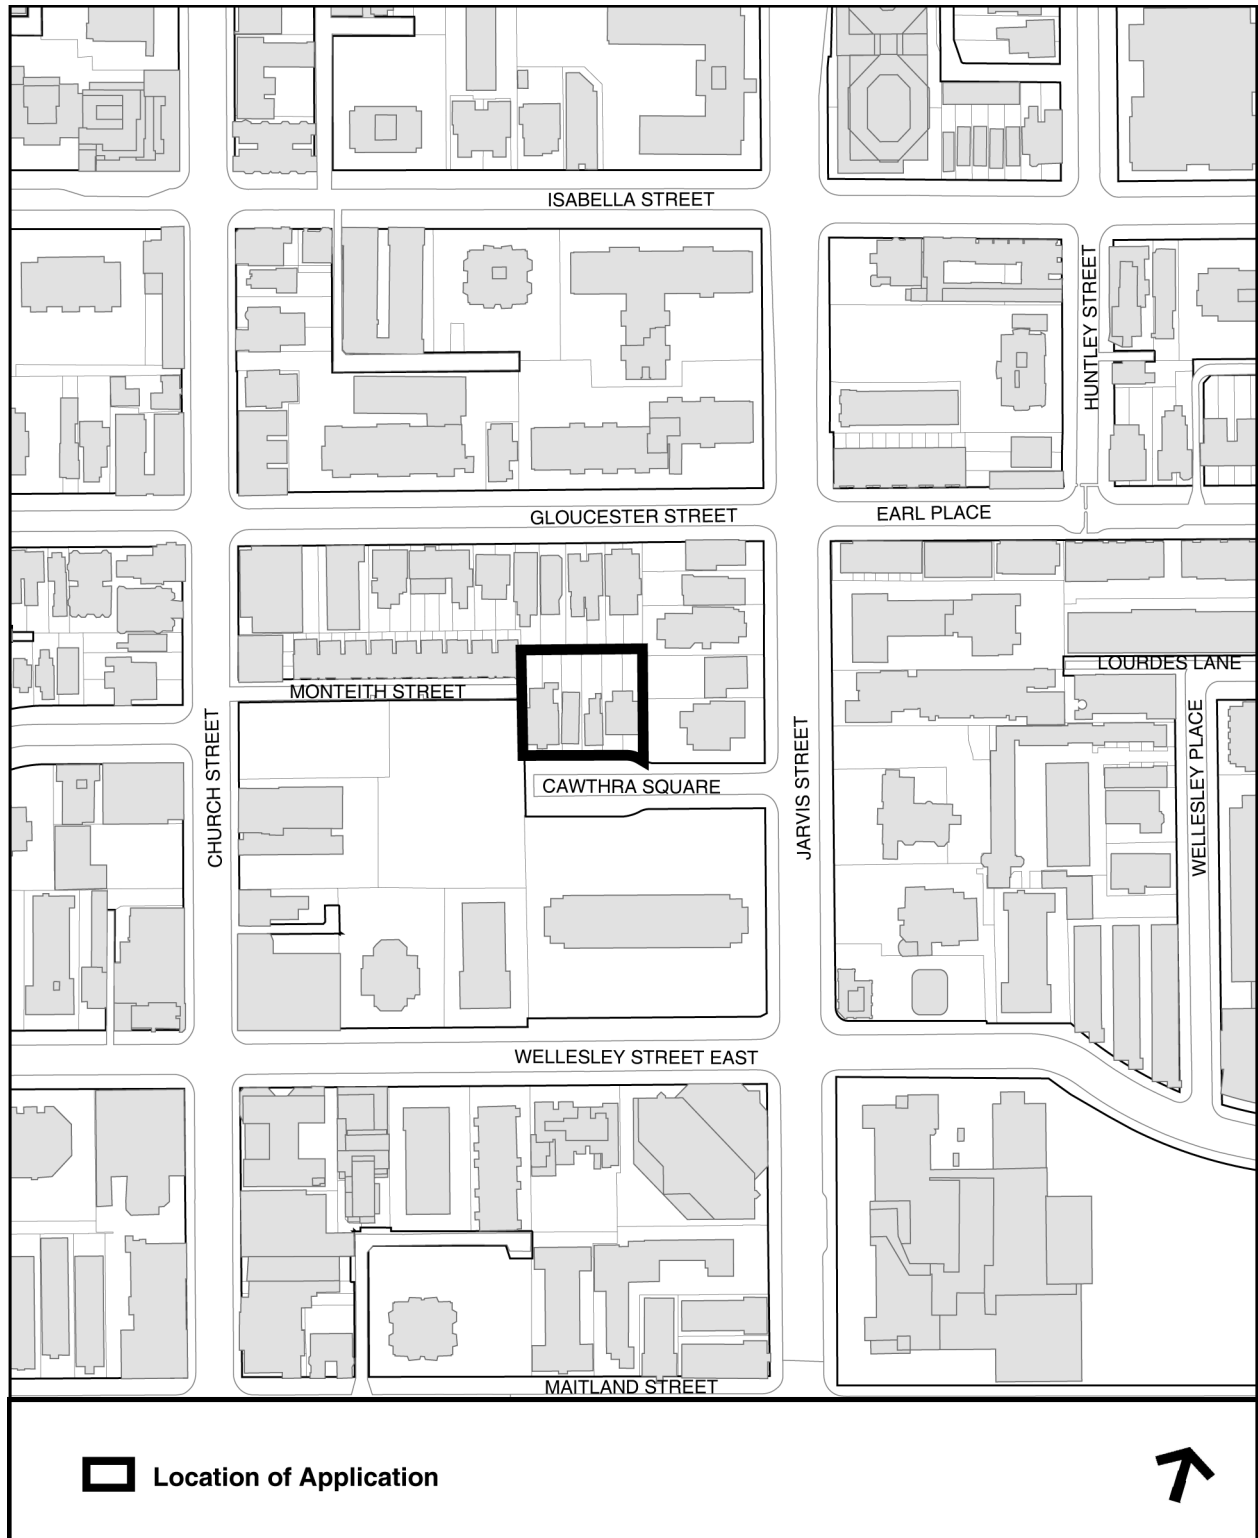 ISABELLA STREET
HUNTLEY STREET
GLOUCESTER STREET
EARL PLACE
LOURDES LANE
MONTEITH STREET
CHURCH STREET
JARVIS STREET
WELLESLEY PLACE
CAWTHRA SQUARE
WELLESLEY STREET EAST
MAITLAND STREET
Location of Application